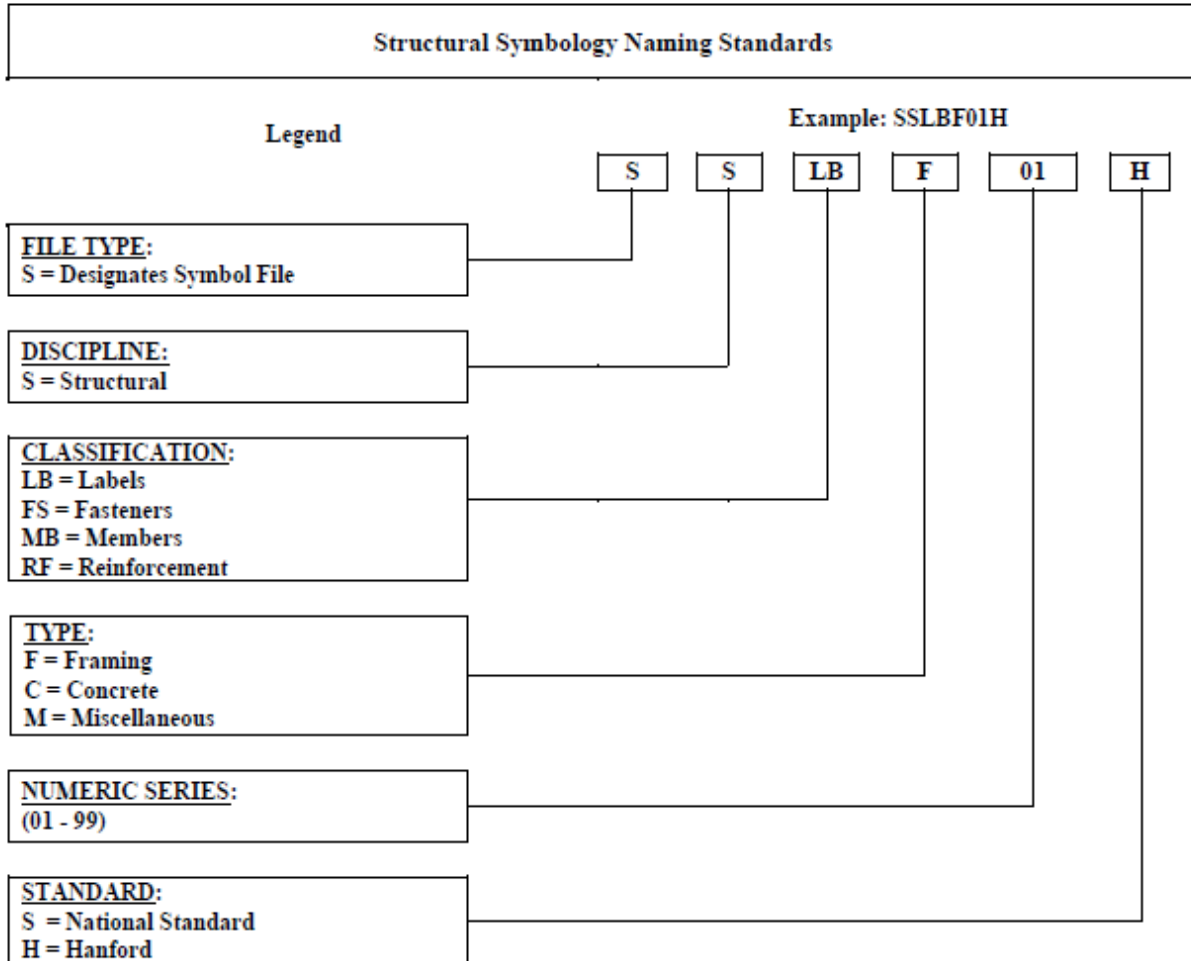 Structural Symbology Naming Standards
Legend
Example: SSLBF01H
S S LB F 01 H
FILE TYPE:
S = Designates Symbol File
DISCIPLINE:
S = Structural
CLASSIFICATION:
LB = Labels
FS = Fasteners
MB = Members
RF = Reinforcement
TYPE:
F = Framing
C = Concrete
M = Miscellaneous
NUMERIC SERIES:
(01 - 99)
STANDARD:
S = National Standard
H = Hanford